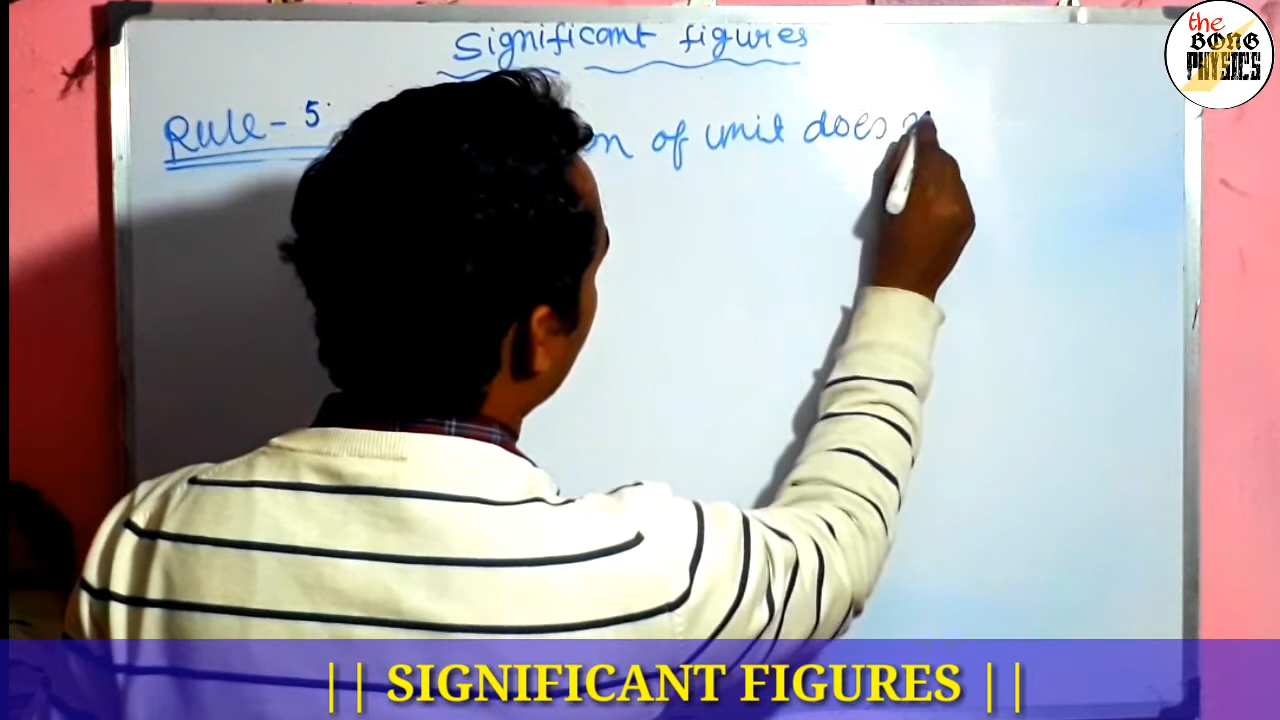 Significant figures
Rule - 5
on of unit does
the
BONG
PHYSICS
|| SIGNIFICANT FIGURES ||